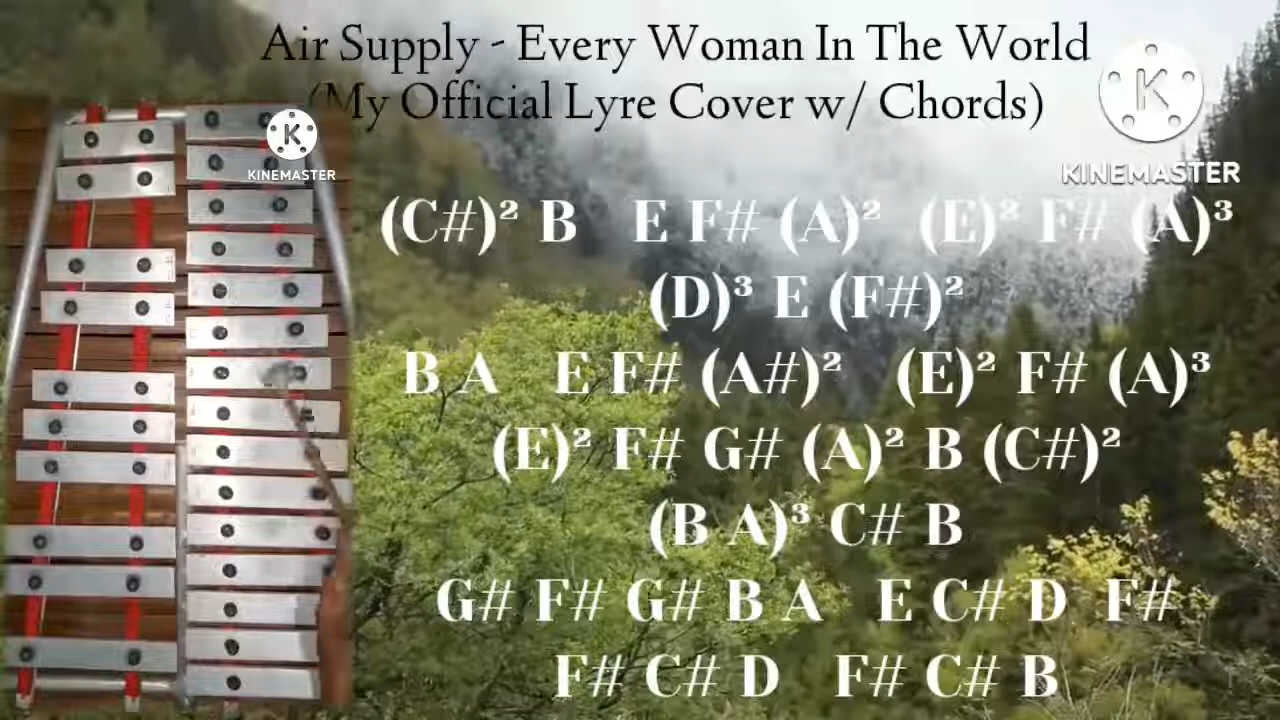 Air Supply - Every Woman In The World
(My Official Lyre Cover w/ Chords)
K
KINEMASTER
K
KINEMASTER
(C#)² B E F# (A)² (E)² F# (A)³
(D)³ E (F#)²
B A E F# (A#)² (E)² F# (A)³
(E)² F# G# (A)² B (C#)²
(B A)³ C# B
G# F# G# B A E C# D F#
F# C# D F# C# B